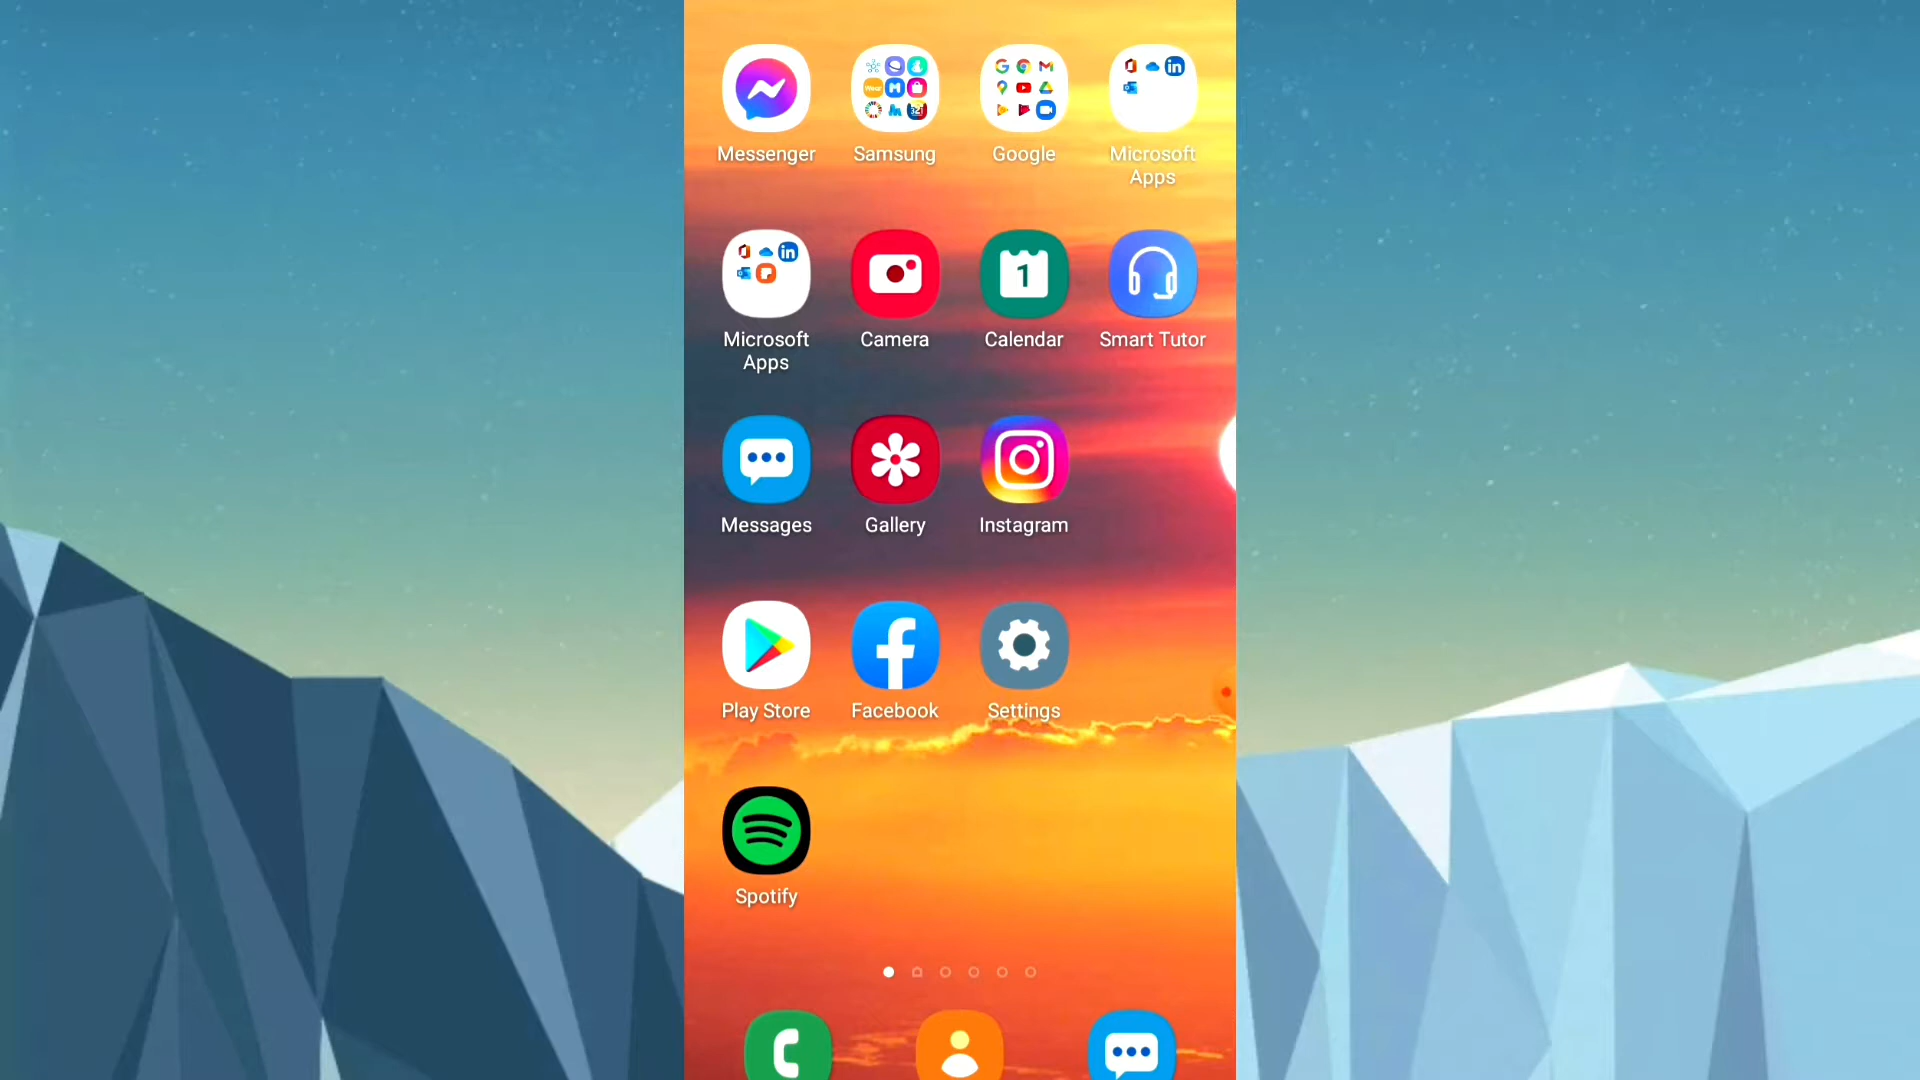 Messenger
Samsung
Google
Microsoft
Apps
Microsoft
Apps
Camera
1
Calendar
Smart Tutor
Messages
Gallery
Instagram
Play Store
Facebook
Settings
Spotify